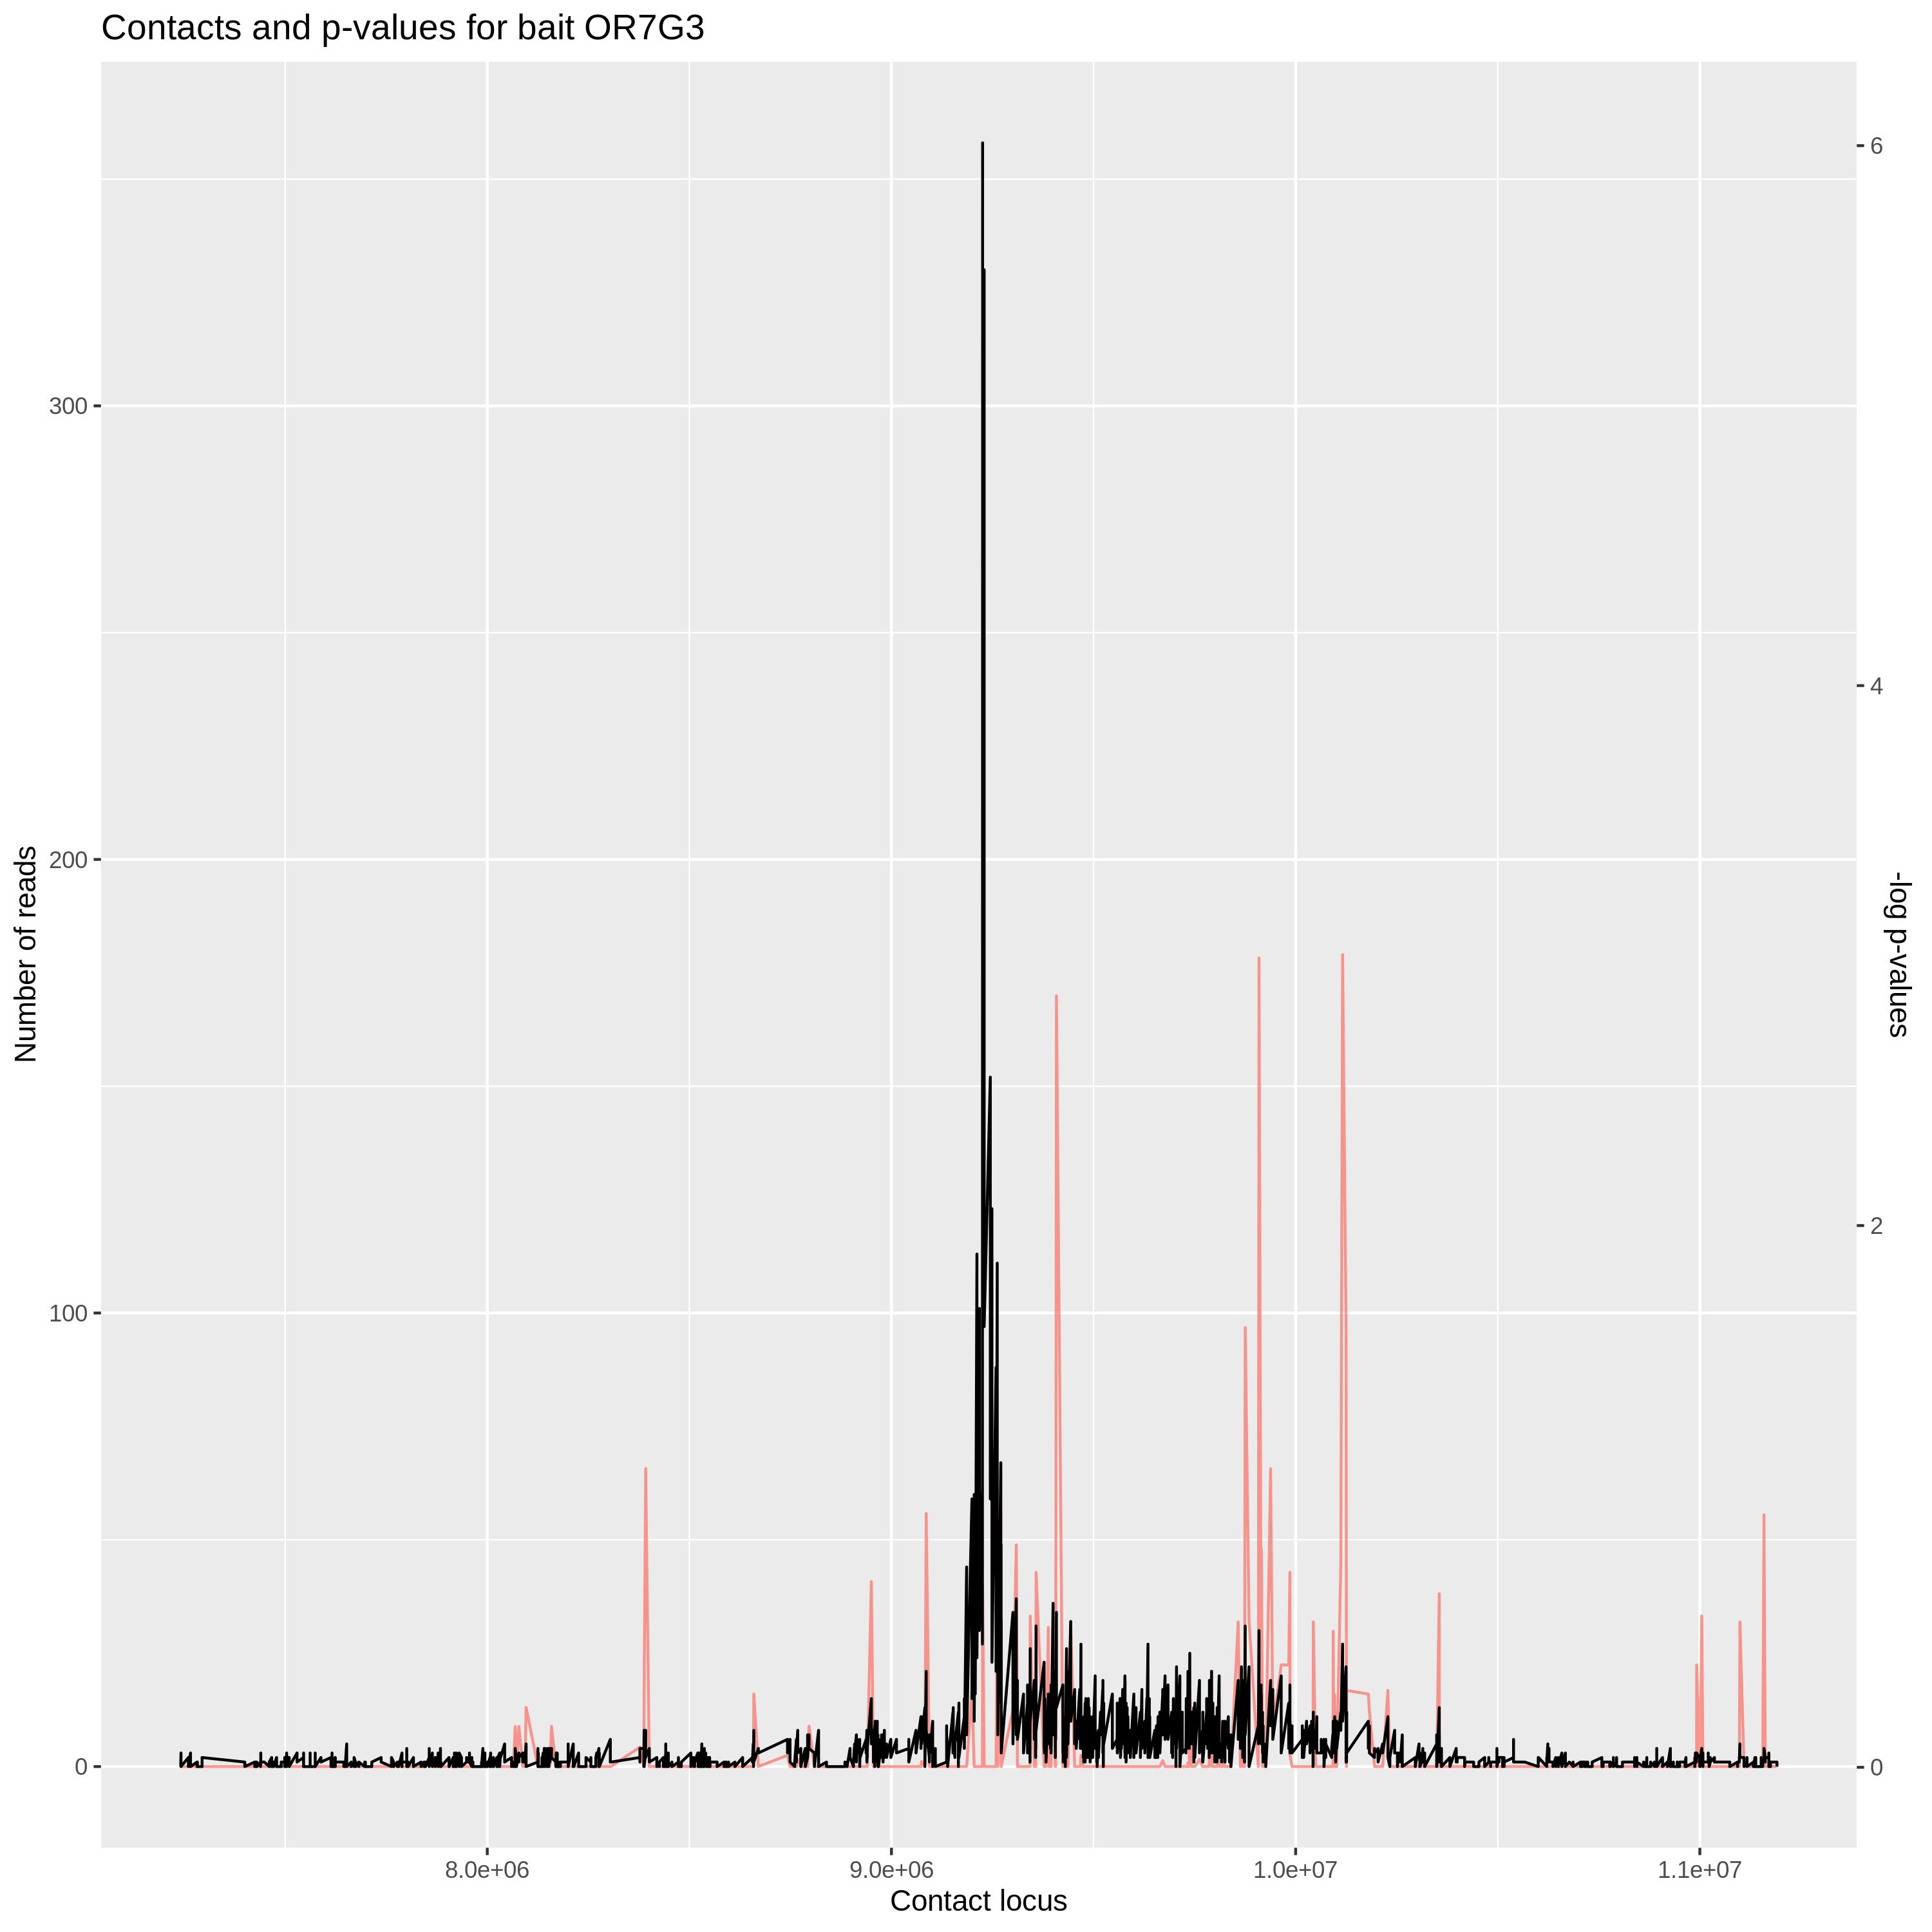 Contacts and p-values for bait OR7G3
Number of reads
300
200
100
0
6
4
2
0
-log p-values
8.0e+06
9.0e+06
1.0e+07
1.1e+07
Contact locus